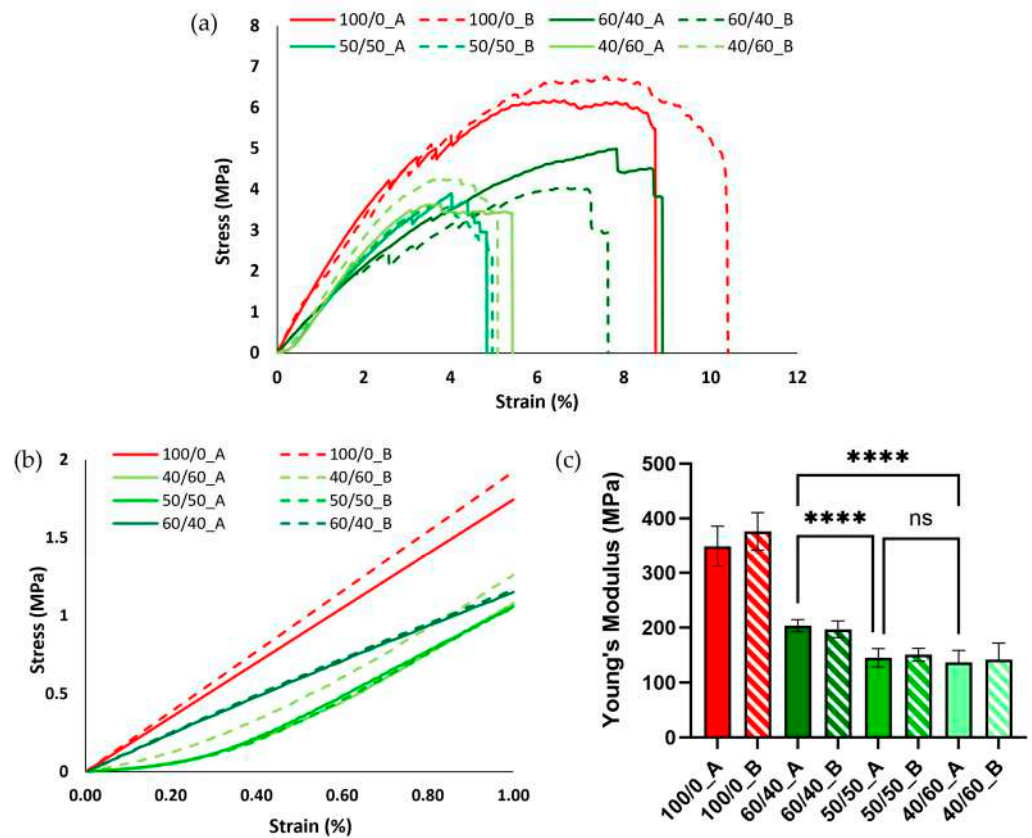 (a)
100/0_A 100/0_B 60/40_A 60/40_B
50/50_A 50/50_B 40/60_A 40/60_B
8
7
6
5
4
3
2
1
0
Stress (MPa)
0 2 4 6 8 10 12
Strain (%)
(b)
100/0_A 100/0_B
40/60_A 40/60_B
50/50_A 50/50_B
60/40_A 60/40_B
2
1.5
1
0.5
0
Stress (MPa)
0.00 0.20 0.40 0.60 0.80 1.00
Strain (%)
(c)
****
**** ns
500
400
300
200
100
0
Young's Modulus (MPa)
100/0_A 100/0_B 60/40_A 60/40_B 50/50_A 50/50_B 40/60_A 40/60_B